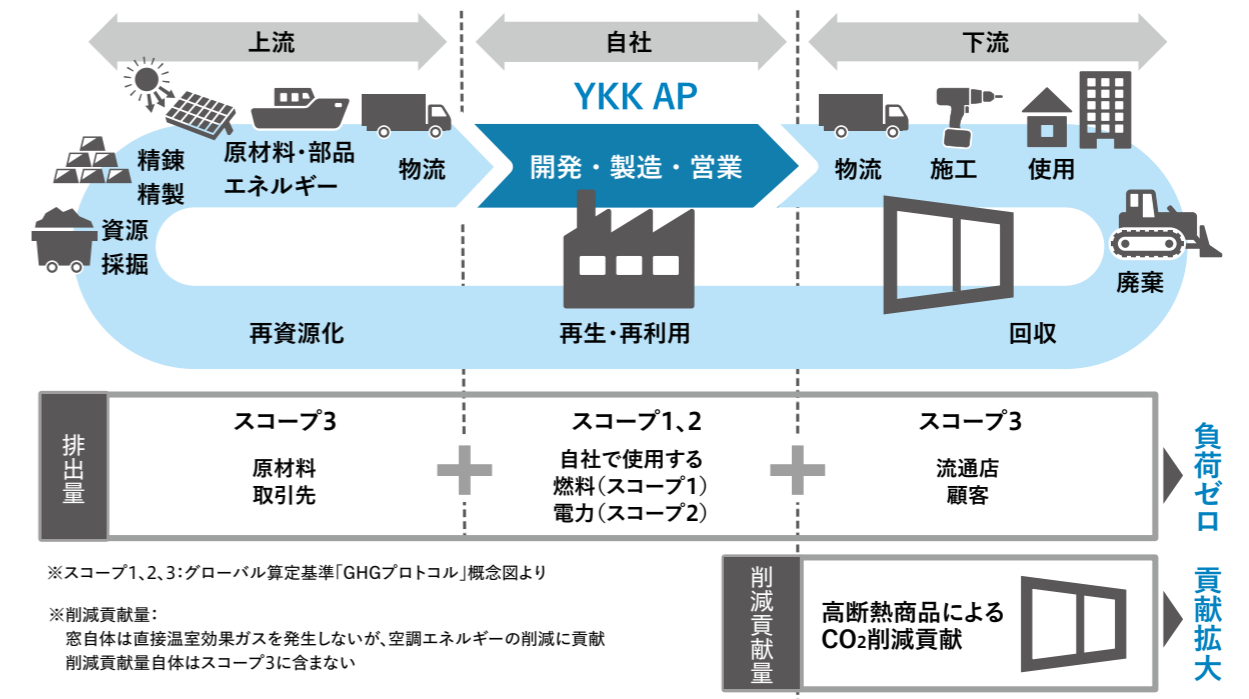 上流
自社
下流
YKK AP
精錬
精製
原材料・部品
エネルギー
物流
開発・製造・営業
物流
施工
使用
資源
採掘
廃棄
再資源化
再生・再利用
回収
排出量
スコープ3
原材料
取引先
スコープ1、2
自社で使用する
燃料（スコープ1）
電力（スコープ2）
スコープ3
流通店
顧客
負荷ゼロ
※スコープ1、2、3：グローバル算定基準「GHGプロトコル」概念図より
※削減貢献量：
窓自体は直接温室効果ガスを発生しないが、空調エネルギーの削減に貢献
削減貢献量自体はスコープ3に含まない
削減貢献量
高断熱商品による
CO2削減貢献
貢献拡大